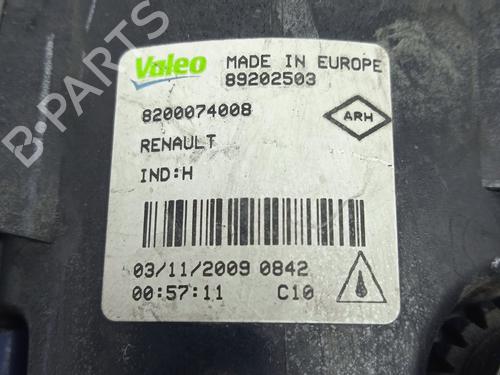 Valeo MADE IN EUROPE
89202503
8200074008
ARH
RENAULT
IND:H
03/11/2009 0842
00:57:11 C10
B-PARTS